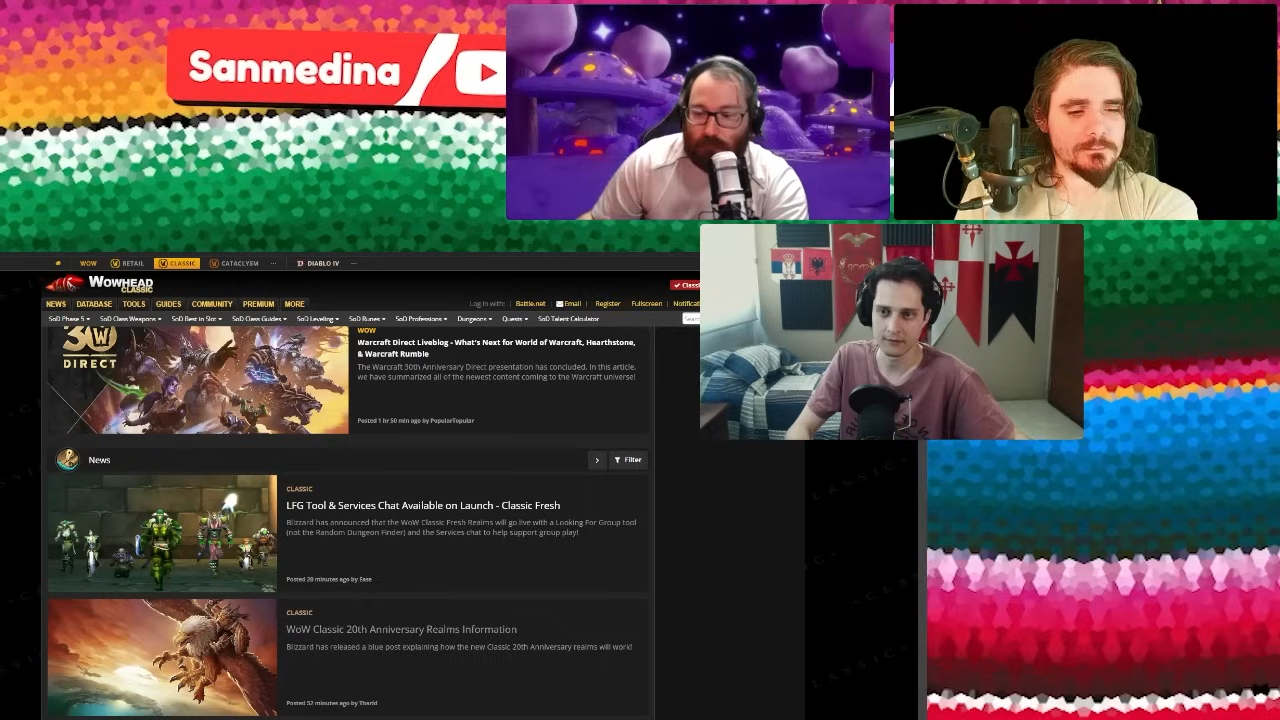 Sanmedina
WOW
RETAIL
CLASSIC
CATACLYSM
DIABLO IV
WOWHEAD
CLASSIC
NEWS
DATABASE
TOOLS
GUIDES
COMMUNITY
PREMIUM
MORE
Log in with:
Battle.net
Email
Register
Fullscreen
SoD Phase 5
SoD Class Weapons
SoD Best in Slot
SoD Class Guides
SoD Leveling
SoD Runes
SoD Professions
Dungeons
Quests
SoD Talent Calculator
DIRECT
WOW
Warcraft Direct Liveblog - What's Next for World of Warcraft, Hearthstone,
& Warcraft Rumble
The Warcraft 30th Anniversary Direct presentation has concluded. In this article,
we have summarized all of the newest content coming to the Warcraft universe!
Posted 1 hr 50 min ago by PopularTopular
News
Filter
CLASSIC
LFG Tool & Services Chat Available on Launch - Classic Fresh
Blizzard has announced that the WoW Classic Fresh Realms will go live with a Looking For Group tool
(not the Random Dungeon Finder) and the Services chat to help support group play!
Posted 20 minutes ago by Ease
CLASSIC
WoW Classic 20th Anniversary Realms Information
Blizzard has released a blue post explaining how the new Classic 20th Anniversary realms will work!
Posted 52 minutes ago by Tharid